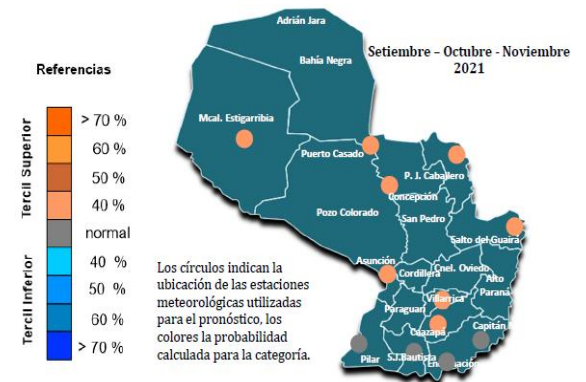 Adrián Jara
Setiembre – Octubre - Noviembre
2021
Bahía Negra
Referencias
Mcal. Estigarribia
Puerto Casado
P. J. Caballero
Concepción
Pozo Colorado
San Pedro
Salto del Guaira
Asunción
Cordillera
Cnel. Oviedo
Alto
Paraná
Villarrica
Paraguarí
Caazapá
Capitán
Pilar
S.J.Bautista
Tercil Superior
> 70 %
60 %
50 %
40 %
normal
Tercil Inferior
40 %
50 %
60 %
> 70 %
Los círculos indican la
ubicación de las estaciones
meteorológicas utilizadas
para el pronóstico, los
colores la probabilidad
calculada para la categoría.